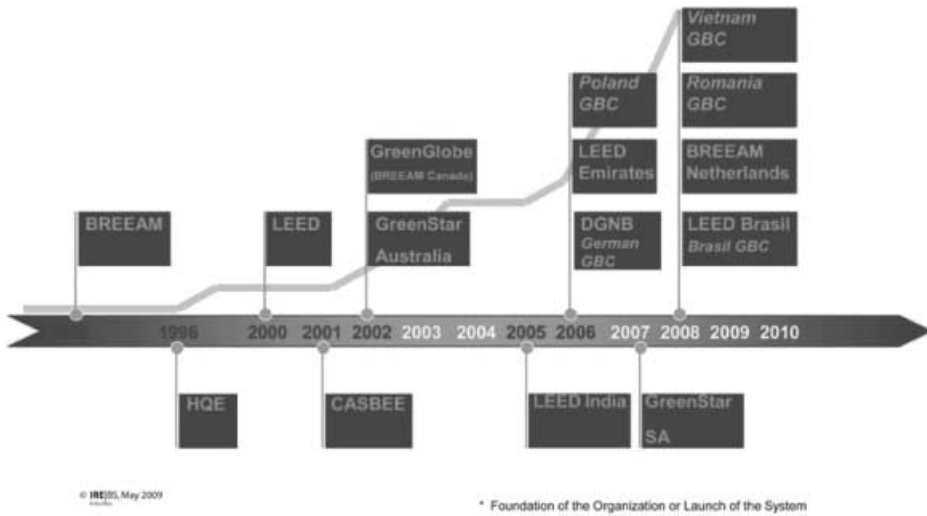 Vietnam
GBC
Poland
GBC
Romania
GBC
GreenGlobe
(BREEAM Canada)
LEED
Emirates
BREEAM
Netherlands
BREEAM
LEED
GreenStar
Australia
DGNB
German
GBC
LEED Brasil
Brasil GBC
1996
2000
2001
2002
2003
2004
2005
2006
2007
2008
2009
2010
HQE
CASBEE
LEED India
GreenStar
SA
© IRE|BS, May 2009
* Foundation of the Organization or Launch of the System